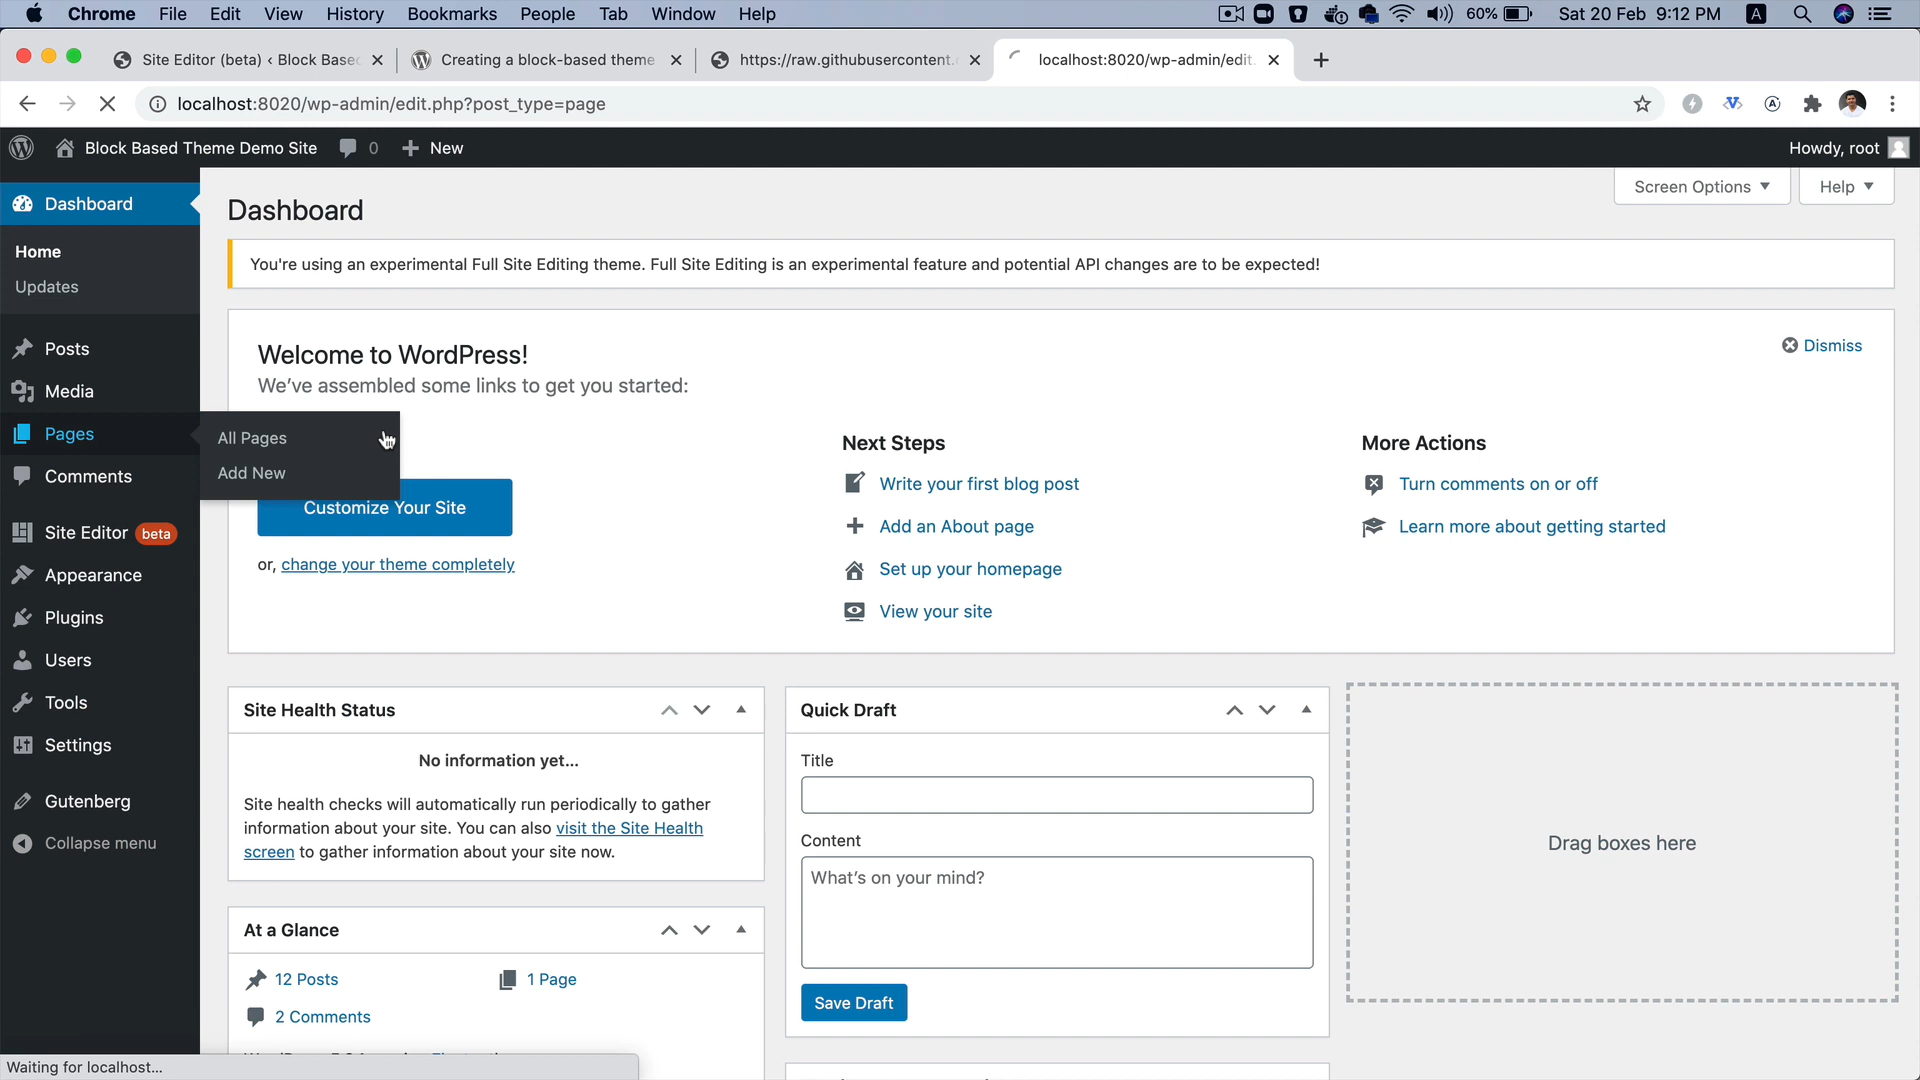 Chrome File Edit View History Bookmarks People Tab Window Help 60% Sat 20 Feb 9:12 PM A
Site Editor (beta) ‹ Block Base
Creating a block-based theme
https://raw.githubusercontent.
localhost:8020/wp-admin/edit.
localhost:8020/wp-admin/edit.php?post_type=page
Block Based Theme Demo Site 0 New Howdy, root
Dashboard
Home
Updates
Posts
Media
Pages
All Pages
Add New
Comments
Site Editor beta
Appearance
Plugins
Users
Tools
Settings
Gutenberg
Collapse menu
Screen Options
Help
Dashboard
You're using an experimental Full Site Editing theme. Full Site Editing is an experimental feature and potential API changes are to be expected!
Welcome to WordPress!
Dismiss
We've assembled some links to get you started:
Customize Your Site
or, change your theme completely
Next Steps
Write your first blog post
Add an About page
Set up your homepage
View your site
More Actions
Turn comments on or off
Learn more about getting started
Site Health Status
No information yet...
Site health checks will automatically run periodically to gather
information about your site. You can also visit the Site Health
screen to gather information about your site now.
At a Glance
12 Posts
1 Page
2 Comments
Quick Draft
Title
Content
What's on your mind?
Save Draft
Drag boxes here
Waiting for localhost...